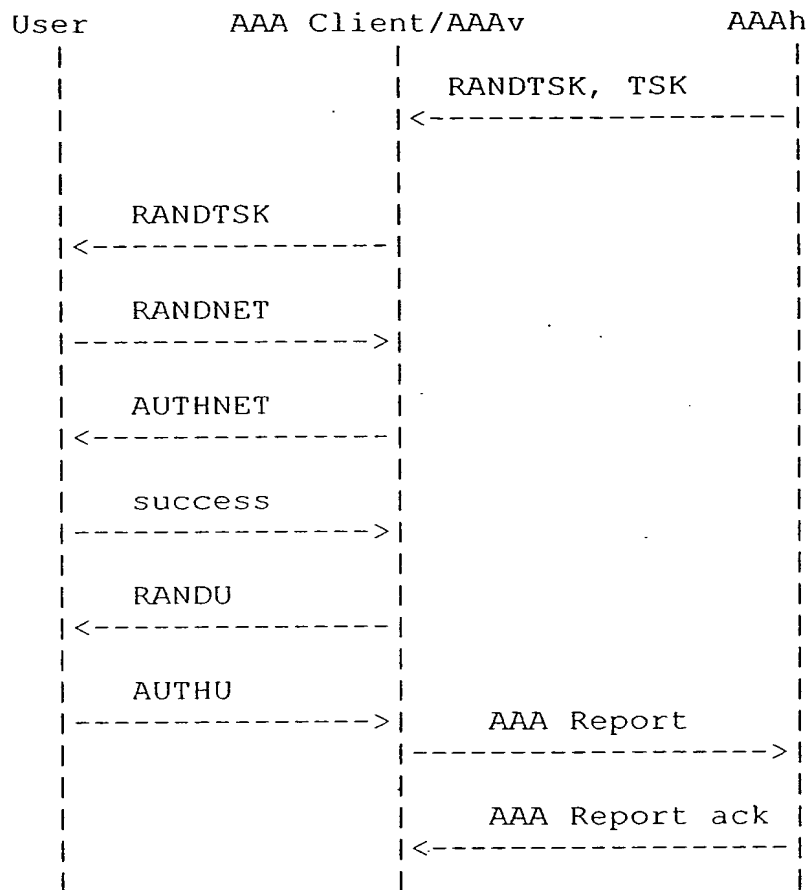 User AAA Client/AAAv AAAh
RANDTSK, TSK
RANDTSK
RANDNET
AUTHNET
success
RANDU
AUTHU
AAA Report
AAA Report ack